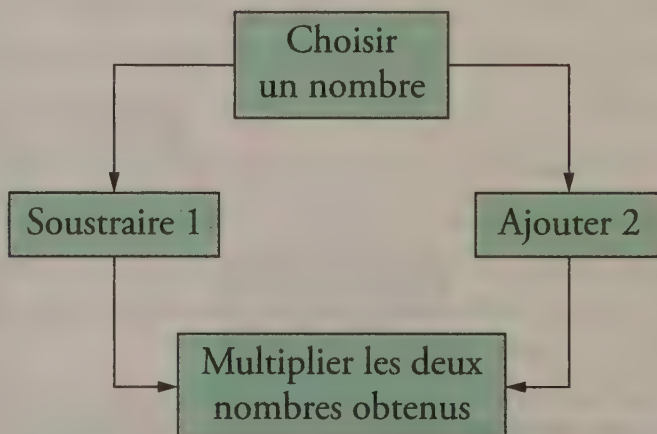 Choisir
un nombre
Soustraire 1
Ajouter 2
Multiplier les deux
nombres obtenus